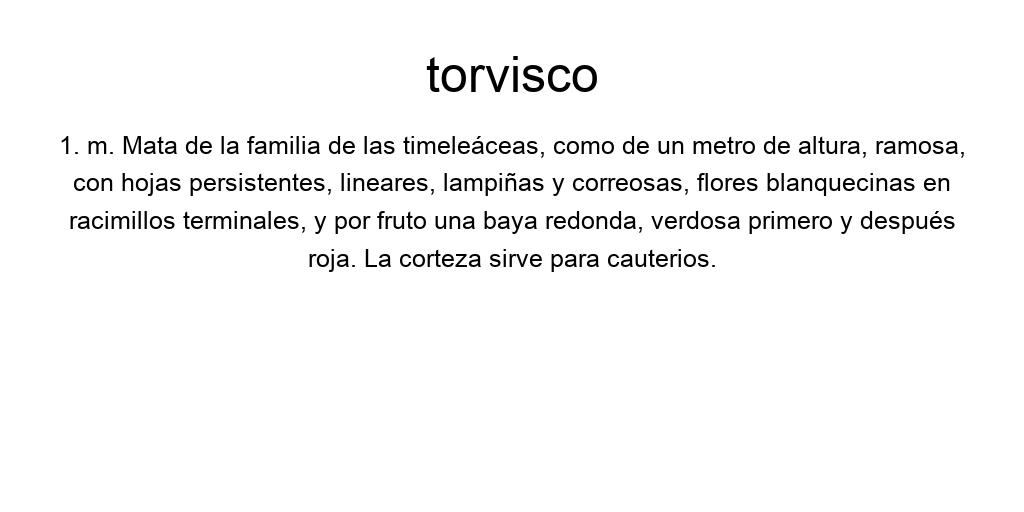 torvisco
1. m. Mata de la familia de las timeleáceas, como de un metro de altura, ramosa,
con hojas persistentes, lineares, lampiñas y correosas, flores blanquecinas en
racimillos terminales, y por fruto una baya redonda, verdosa primero y después
roja. La corteza sirve para cauterios.